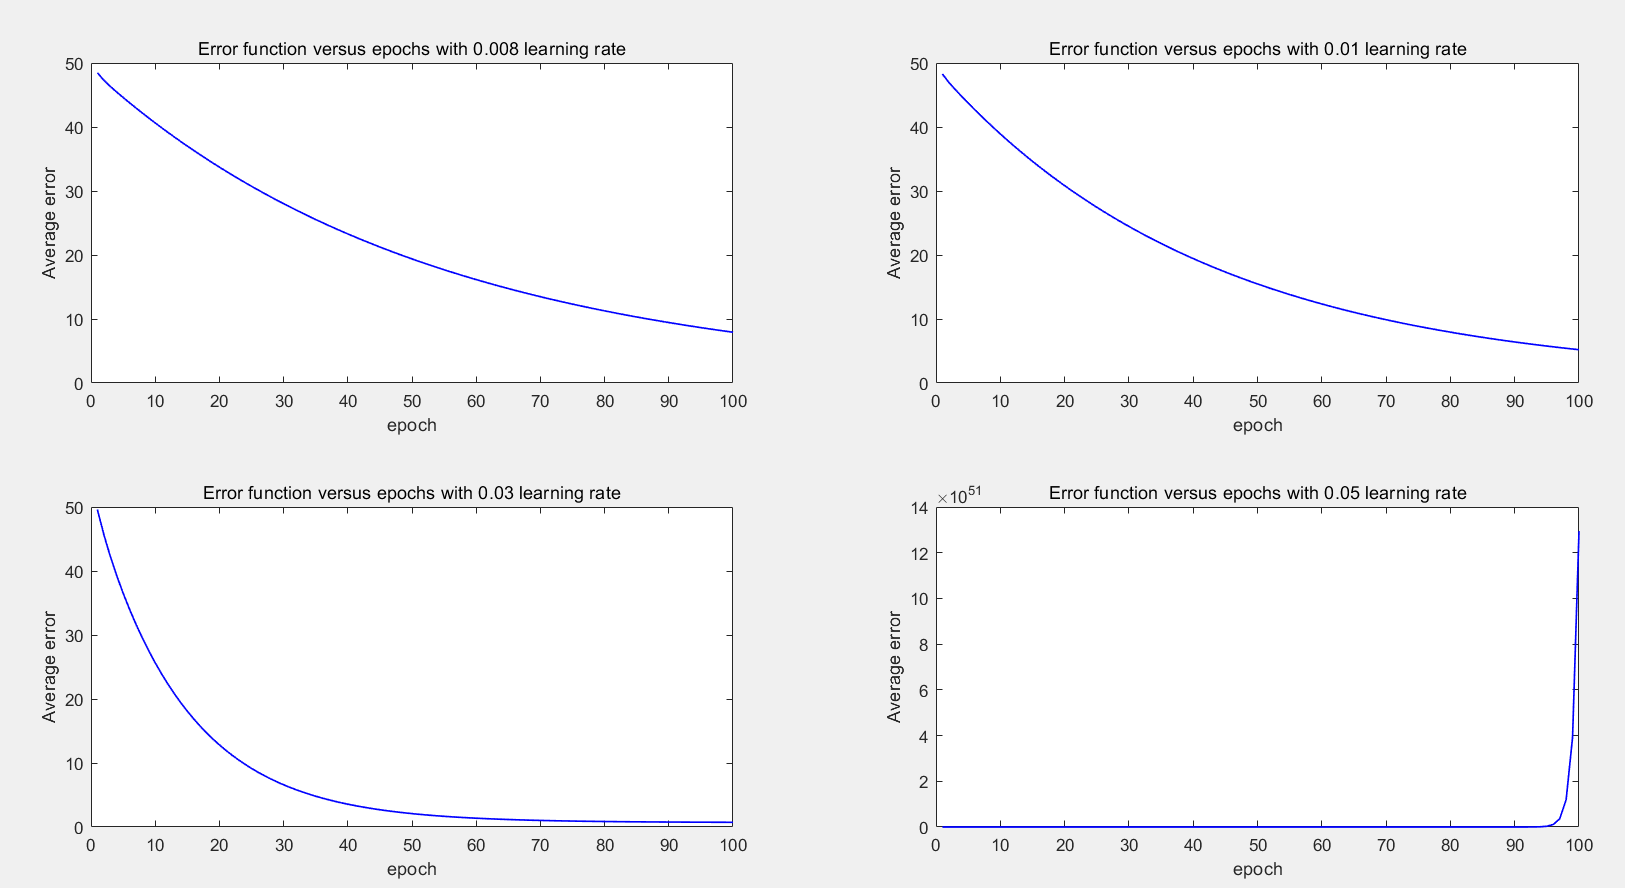 Error function versus epochs with 0.008 learning rate
50
40
30
20
10
0
Average error
0 10 20 30 40 50 60 70 80 90 100
epoch
Error function versus epochs with 0.01 learning rate
50
40
30
20
10
0
Average error
0 10 20 30 40 50 60 70 80 90 100
epoch
Error function versus epochs with 0.03 learning rate
50
40
30
20
10
0
Average error
0 10 20 30 40 50 60 70 80 90 100
epoch
×10⁵¹ Error function versus epochs with 0.05 learning rate
14
12
10
8
6
4
2
0
Average error
0 10 20 30 40 50 60 70 80 90 100
epoch